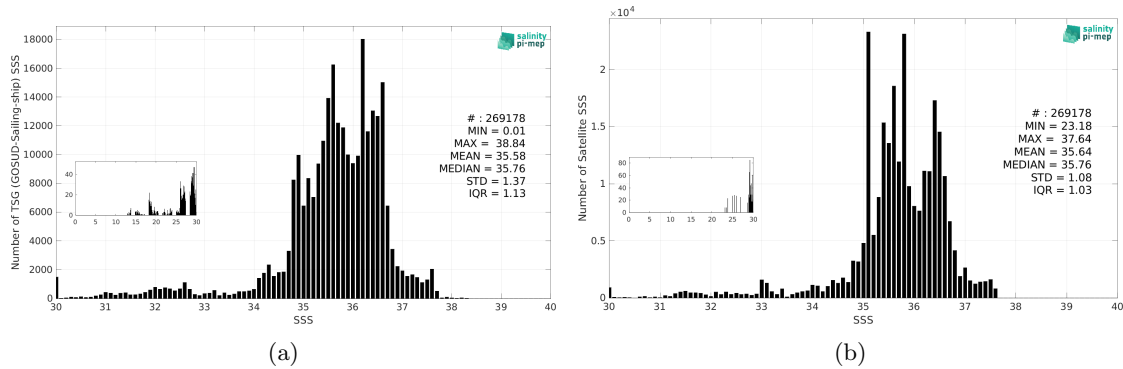 salinity
pi-mep
Number of TSG (GOSUD-Sailing-ship) SSS
18000
16000
14000
12000
10000
8000
6000
4000
2000
0
# : 269178
MIN = 0.01
MAX = 38.84
MEAN = 35.58
MEDIAN = 35.76
STD = 1.37
IQR = 1.13
40
20
0
0 5 10 15 20 25 30
30 31 32 33 34 35 36 37 38 39 40
SSS
(a)
×10⁴
salinity
pi-mep
Number of Satellite SSS
2
1.5
1
0.5
0
# : 269178
MIN = 23.18
MAX = 37.64
MEAN = 35.64
MEDIAN = 35.76
STD = 1.08
IQR = 1.03
80
60
40
20
0
0 5 10 15 20 25 30
30 31 32 33 34 35 36 37 38 39 40
SSS
(b)